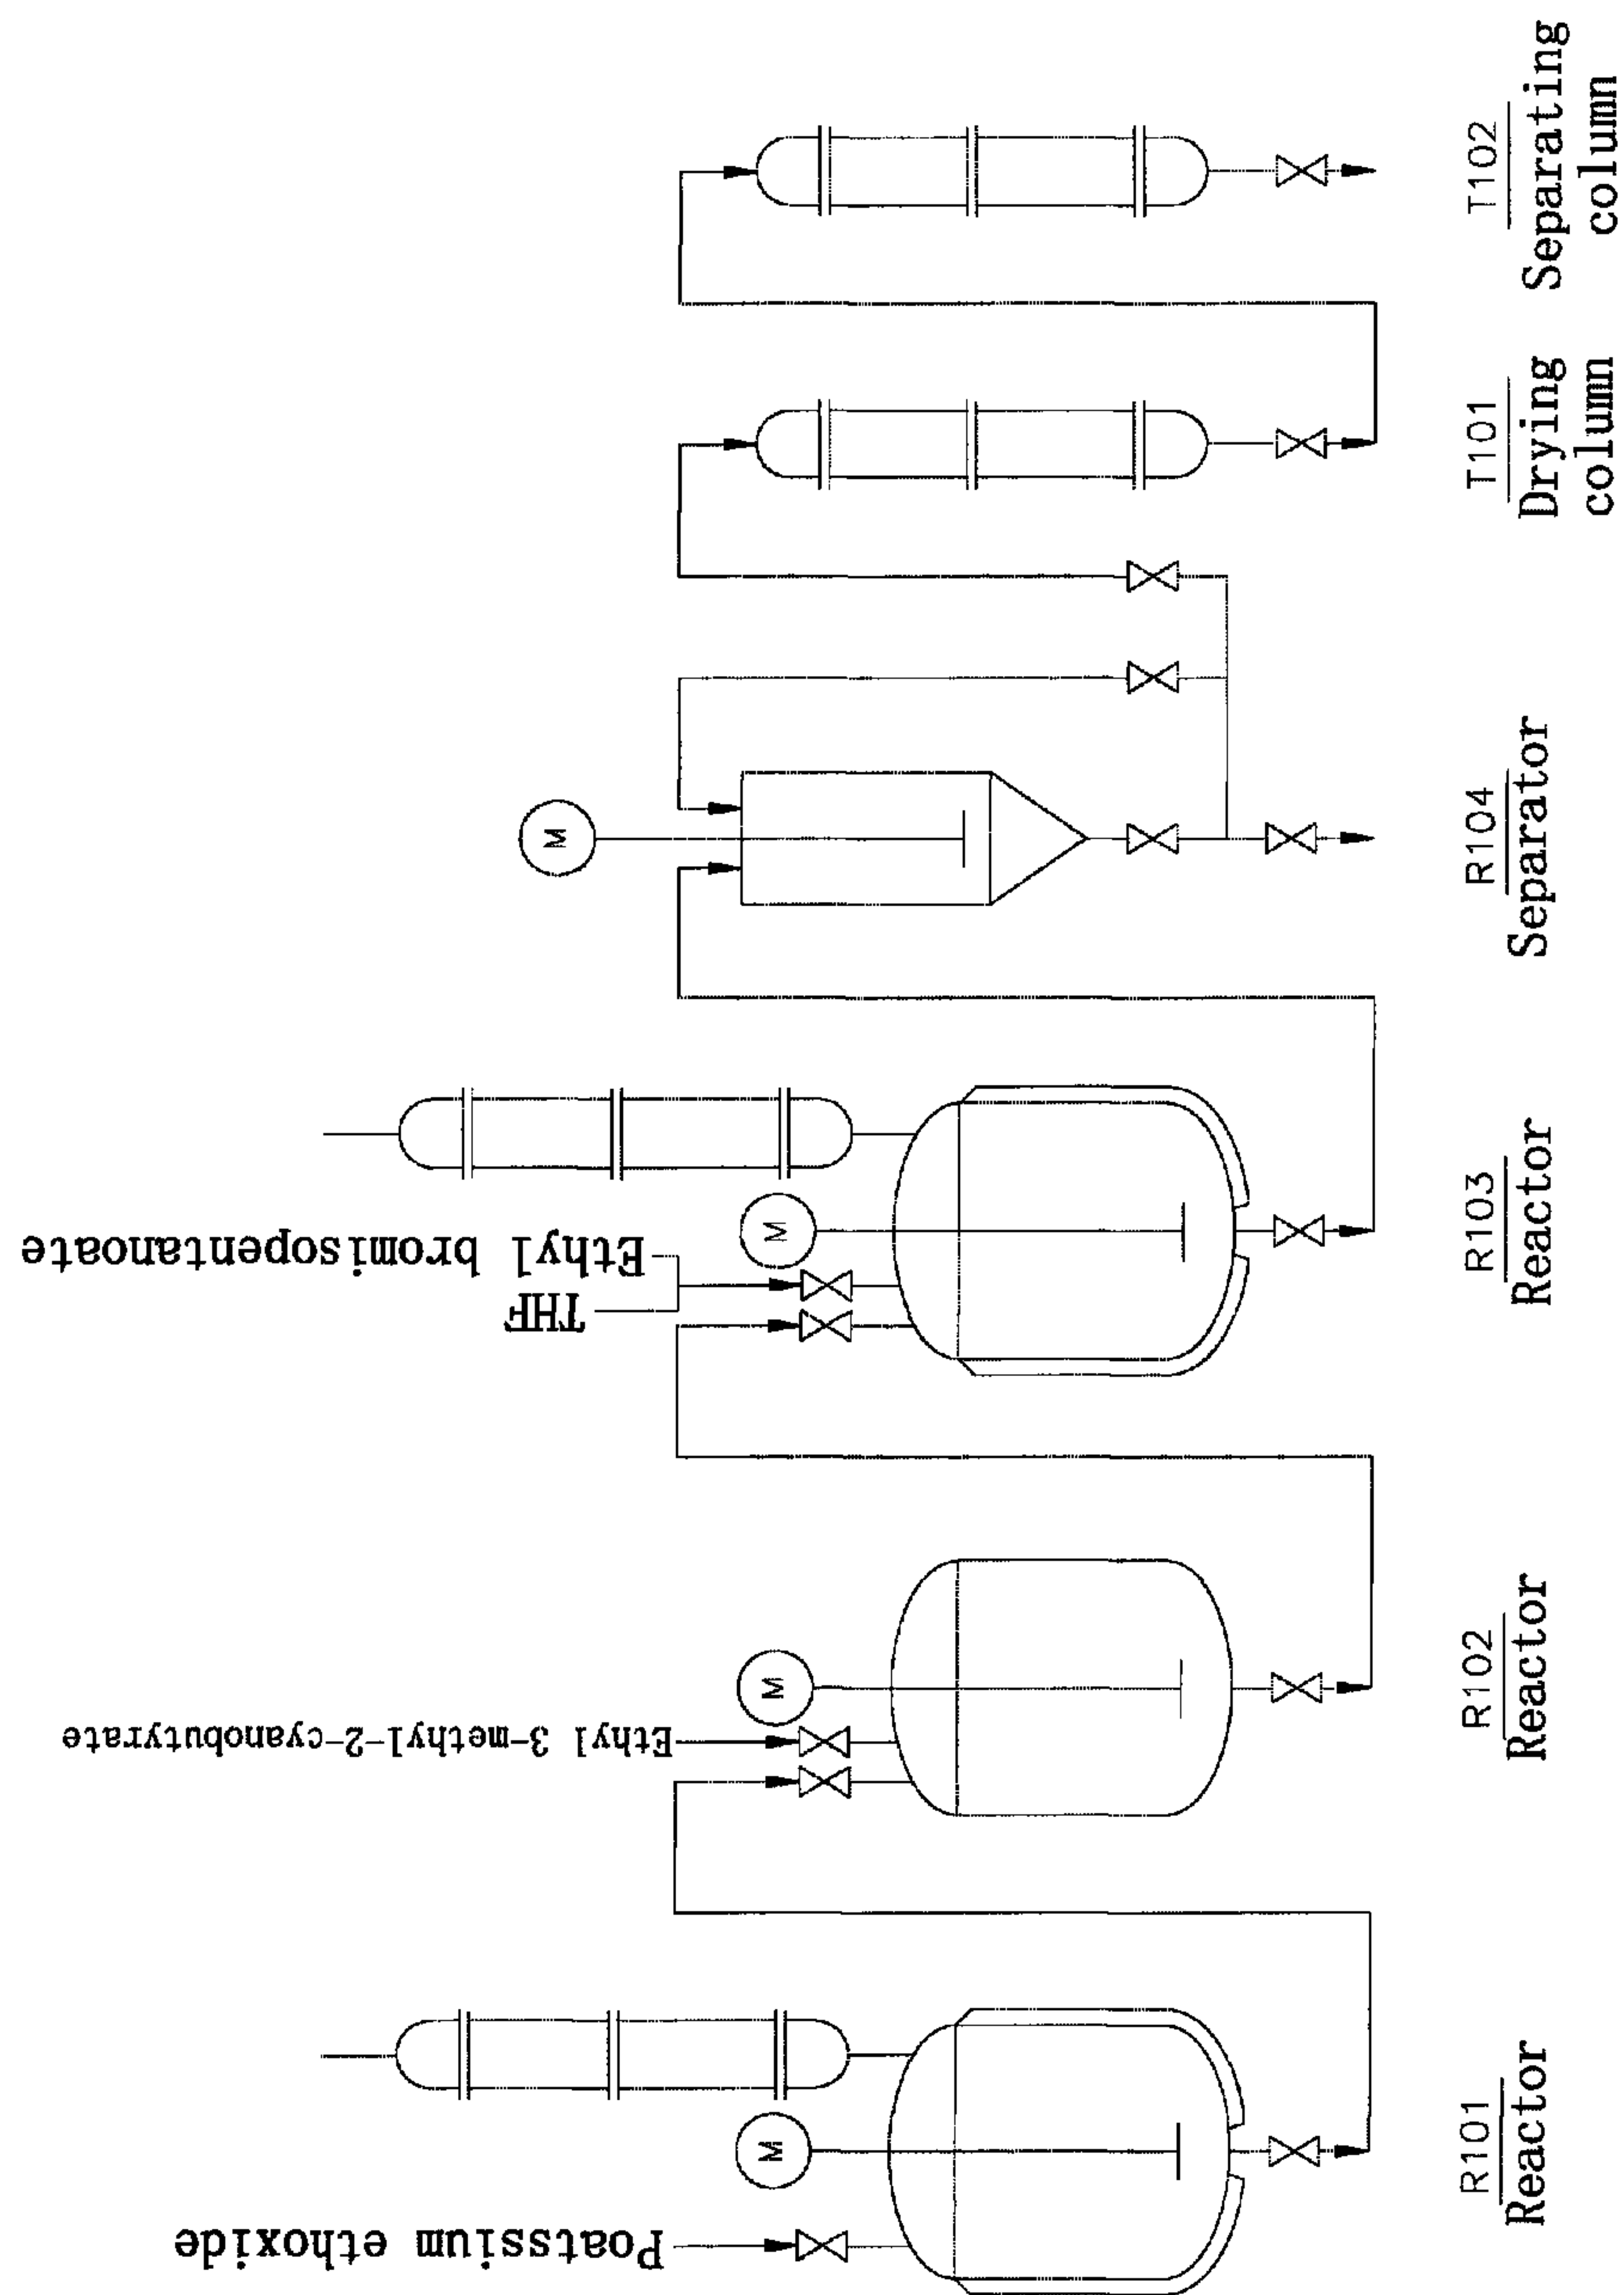 Poatssium ethoxide
M
R101
Reactor
Ethyl 3-methyl-2-cyanobutyrate
M
R102
Reactor
THF
Ethyl bromisopentanoate
M
R103
Reactor
M
R104
Separator
T101
Drying
column
T102
Separating
column